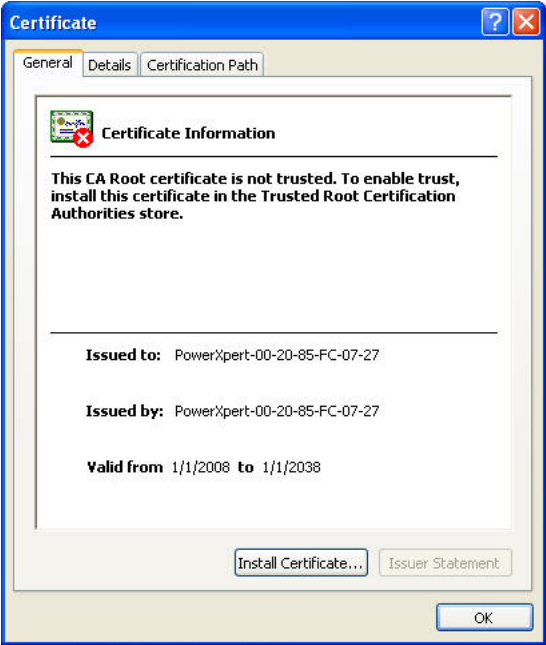 Certificate
General Details Certification Path
Certificate Information
This CA Root certificate is not trusted. To enable trust,
install this certificate in the Trusted Root Certification
Authorities store.
Issued to: PowerXpert-00-20-85-FC-07-27
Issued by: PowerXpert-00-20-85-FC-07-27
Valid from 1/1/2008 to 1/1/2038
Install Certificate... Issuer Statement
OK